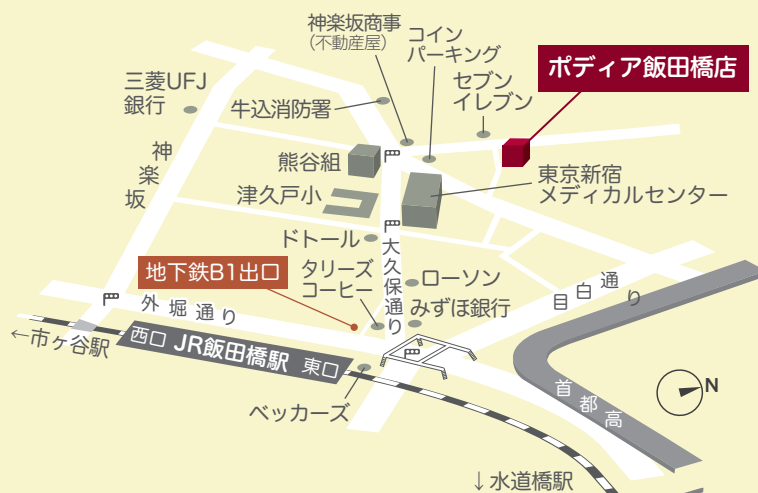 神楽坂商事
(不動産屋)
コイン
パーキング
セブン
イレブン
ポディア飯田橋店
三菱UFJ
銀行
牛込消防署
神楽坂
熊谷組
津久戸小
東京新宿
メディカルセンター
ドトール
大久保通り
地下鉄B1出口
タリーズ
コーヒー
ローソン
みずほ銀行
目白通り
外堀通り
←市ヶ谷駅
西口 JR飯田橋駅 東口
ベッカーズ
首都高
N
↓水道橋駅